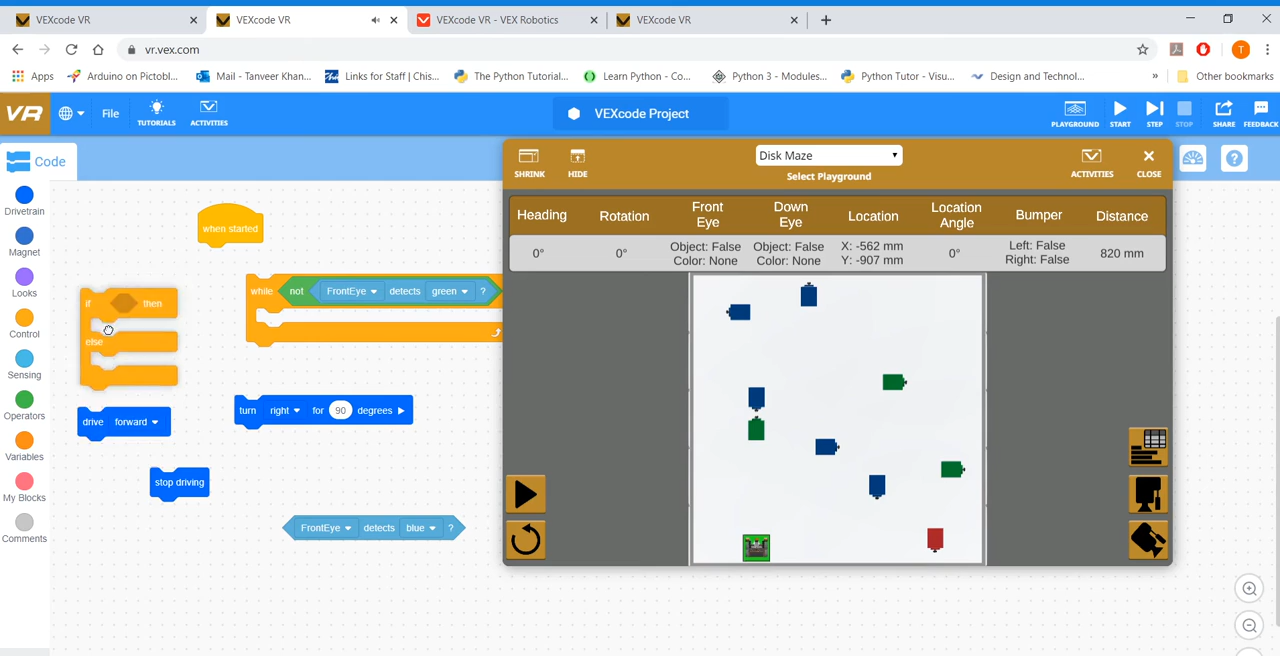 VEXcode VR
VEXcode VR
VEXcode VR - VEX Robotics
VEXcode VR
vr.vex.com
T
Apps
Arduino on Pictobl...
Mail - Tanveer Khan...
Links for Staff | Chis...
The Python Tutorial...
Learn Python - Co...
Python 3 - Modules...
Python Tutor - Visu...
Design and Technol...
»
Other bookmarks
VR
File
TUTORIALS
ACTIVITIES
VEXcode Project
PLAYGROUND
START
STEP
STOP
SHARE
FEEDBACK
Code
Drivetrain
Magnet
Looks
Control
Sensing
Operators
Variables
My Blocks
Comments
when started
if then
else
while not FrontEye detects green ?
drive forward
turn right for 90 degrees
stop driving
FrontEye detects blue ?
SHRINK
HIDE
Disk Maze
Select Playground
ACTIVITIES
CLOSE
Heading
Rotation
Front Eye
Down Eye
Location
Location Angle
Bumper
Distance
0°
0°
Object: False
Color: None
Object: False
Color: None
X: -562 mm
Y: -907 mm
0°
Left: False
Right: False
820 mm